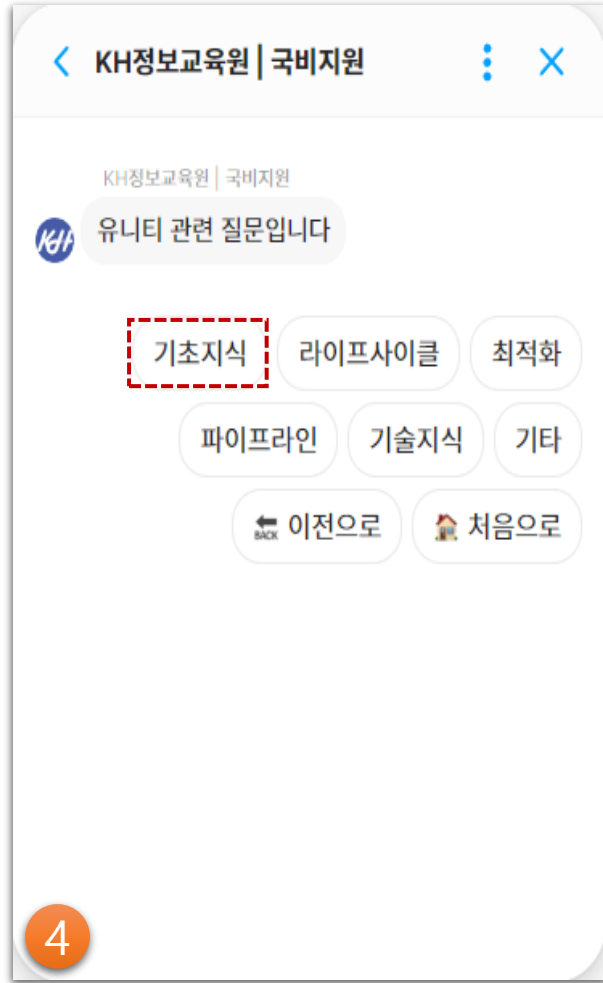 KH정보교육원 | 국비지원
KH정보교육원 | 국비지원
KH 유니티 관련 질문입니다
기초지식 라이프사이클 최적화
파이프라인 기술지식 기타
BACK 이전으로 처음으로
4